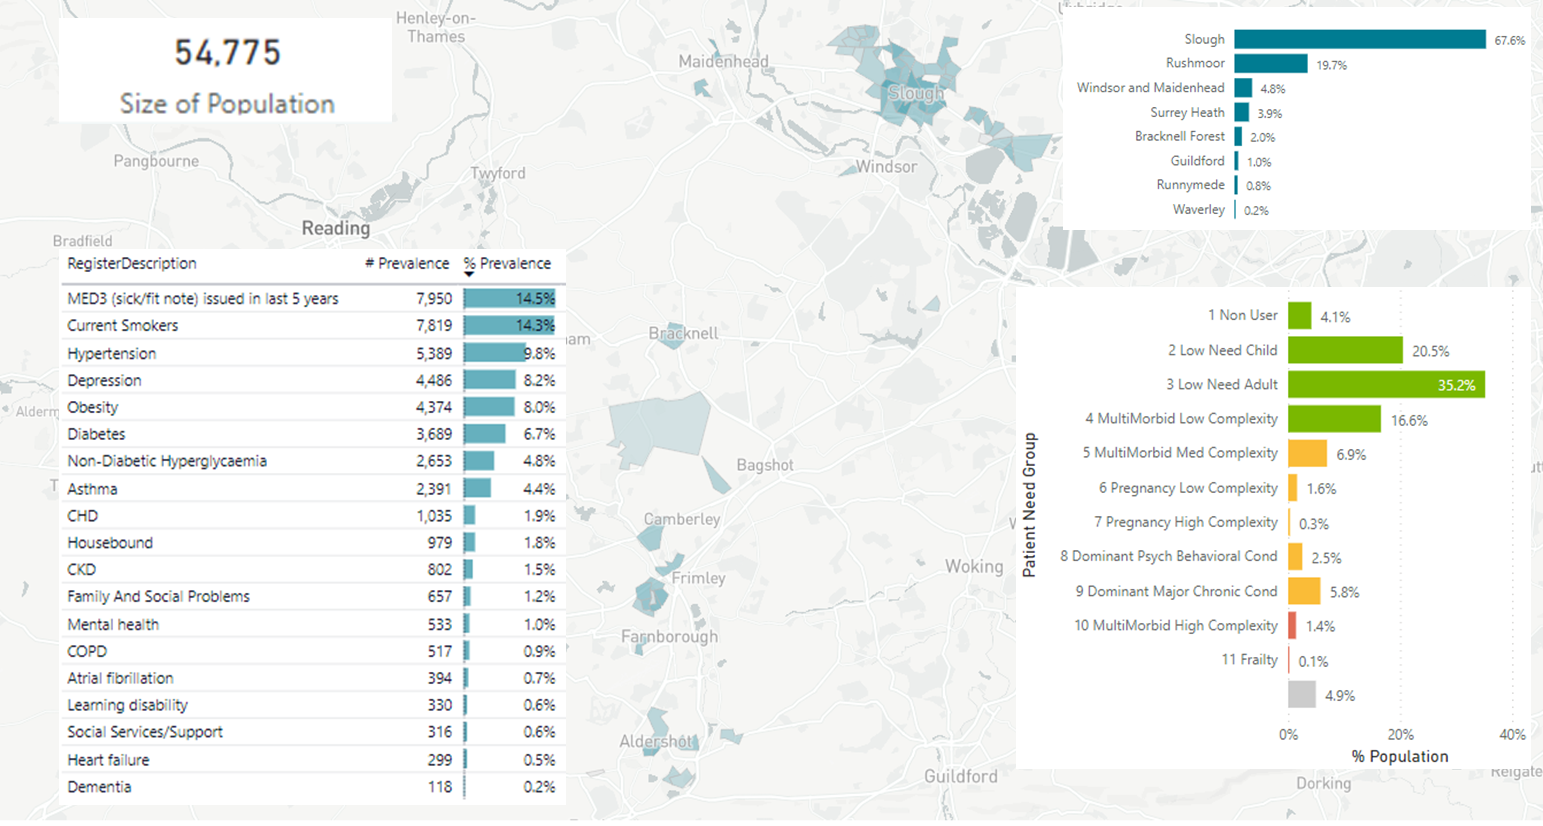 54,775
Size of Population
Henley-on-
Thames
Maidenhead
Slough
Pangbourne
Twyford
Windsor
Reading
Bradfield
Slough 67.6%
Rushmoor 19.7%
Windsor and Maidenhead 4.8%
Surrey Heath 3.9%
Bracknell Forest 2.0%
Guildford 1.0%
Runnymede 0.8%
Waverley 0.2%
RegisterDescription # Prevalence % Prevalence
MED3 (sick/fit note) issued in last 5 years 7,950 14.5%
Current Smokers 7,819 14.3%
Hypertension 5,389 9.8%
Depression 4,486 8.2%
Obesity 4,374 8.0%
Diabetes 3,689 6.7%
Non-Diabetic Hyperglycaemia 2,653 4.8%
Asthma 2,391 4.4%
CHD 1,035 1.9%
Housebound 979 1.8%
CKD 802 1.5%
Family And Social Problems 657 1.2%
Mental health 533 1.0%
COPD 517 0.9%
Atrial fibrillation 394 0.7%
Learning disability 330 0.6%
Social Services/Support 316 0.6%
Heart failure 299 0.5%
Dementia 118 0.2%
Bracknell
Bagshot
Camberley
Frimley
Woking
Farnborough
Aldershot
Guildford
Patient Need Group
1 Non User 4.1%
2 Low Need Child 20.5%
3 Low Need Adult 35.2%
4 MultiMorbid Low Complexity 16.6%
5 MultiMorbid Med Complexity 6.9%
6 Pregnancy Low Complexity 1.6%
7 Pregnancy High Complexity 0.3%
8 Dominant Psych Behavioral Cond 2.5%
9 Dominant Major Chronic Cond 5.8%
10 MultiMorbid High Complexity 1.4%
11 Frailty 0.1%
4.9%
0% 20% 40%
% Population
Dorking
Reigate